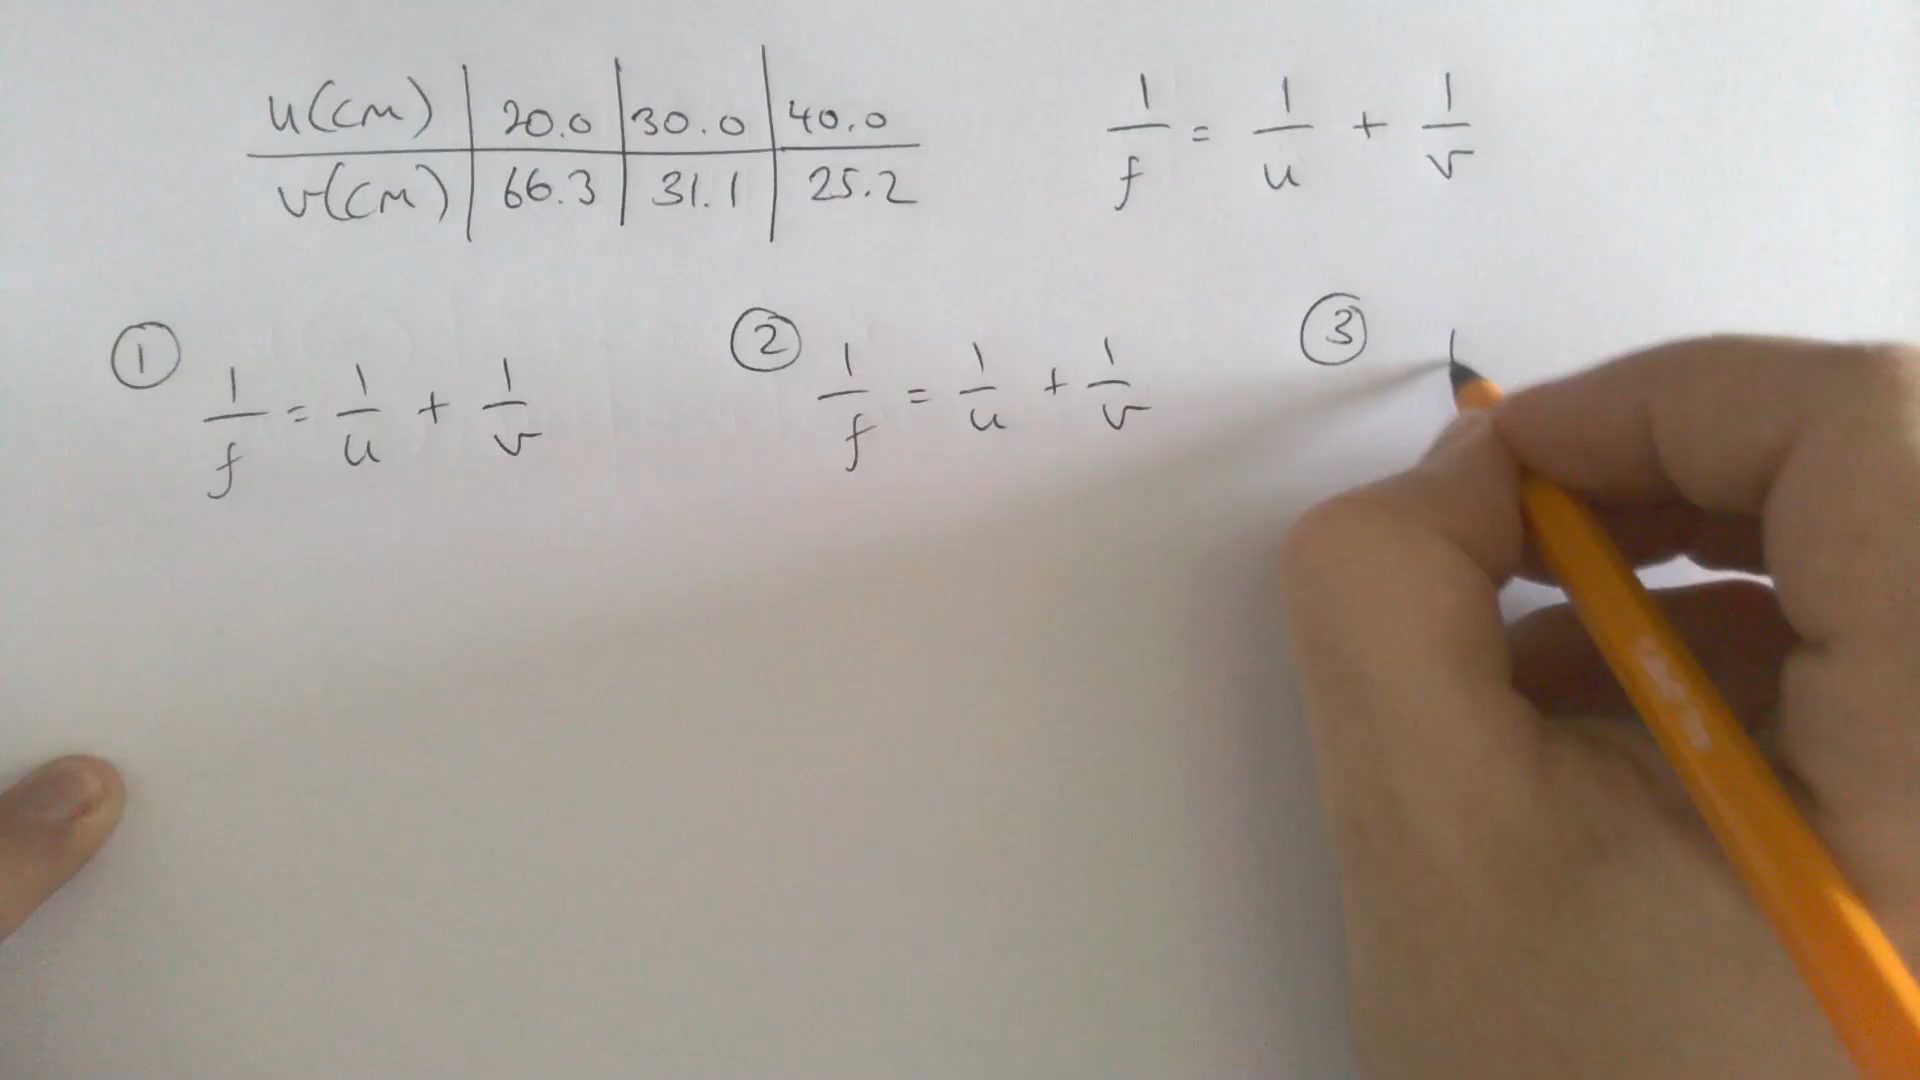 u(cm) | 20.0 | 30.0 | 40.0
v(cm) | 66.3 | 31.1 | 25.2
1/f = 1/u + 1/v
① 1/f = 1/u + 1/v
② 1/f = 1/u + 1/v
③ 1